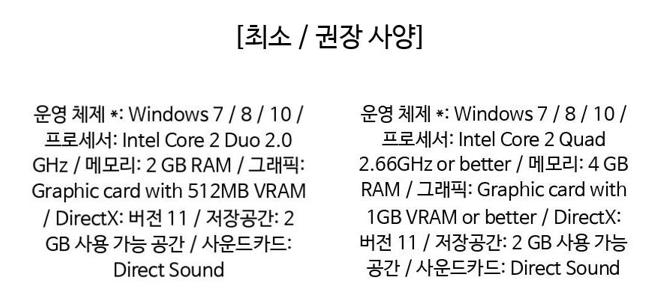 [최소 / 권장 사양]
운영 체제 *: Windows 7 / 8 / 10 /
프로세서: Intel Core 2 Duo 2.0
GHz / 메모리: 2 GB RAM / 그래픽:
Graphic card with 512MB VRAM
/ DirectX: 버전 11 / 저장공간: 2
GB 사용 가능 공간 / 사운드카드:
Direct Sound
운영 체제 *: Windows 7 / 8 / 10 /
프로세서: Intel Core 2 Quad
2.66GHz or better / 메모리: 4 GB
RAM / 그래픽: Graphic card with
1GB VRAM or better / DirectX:
버전 11 / 저장공간: 2 GB 사용 가능
공간 / 사운드카드: Direct Sound